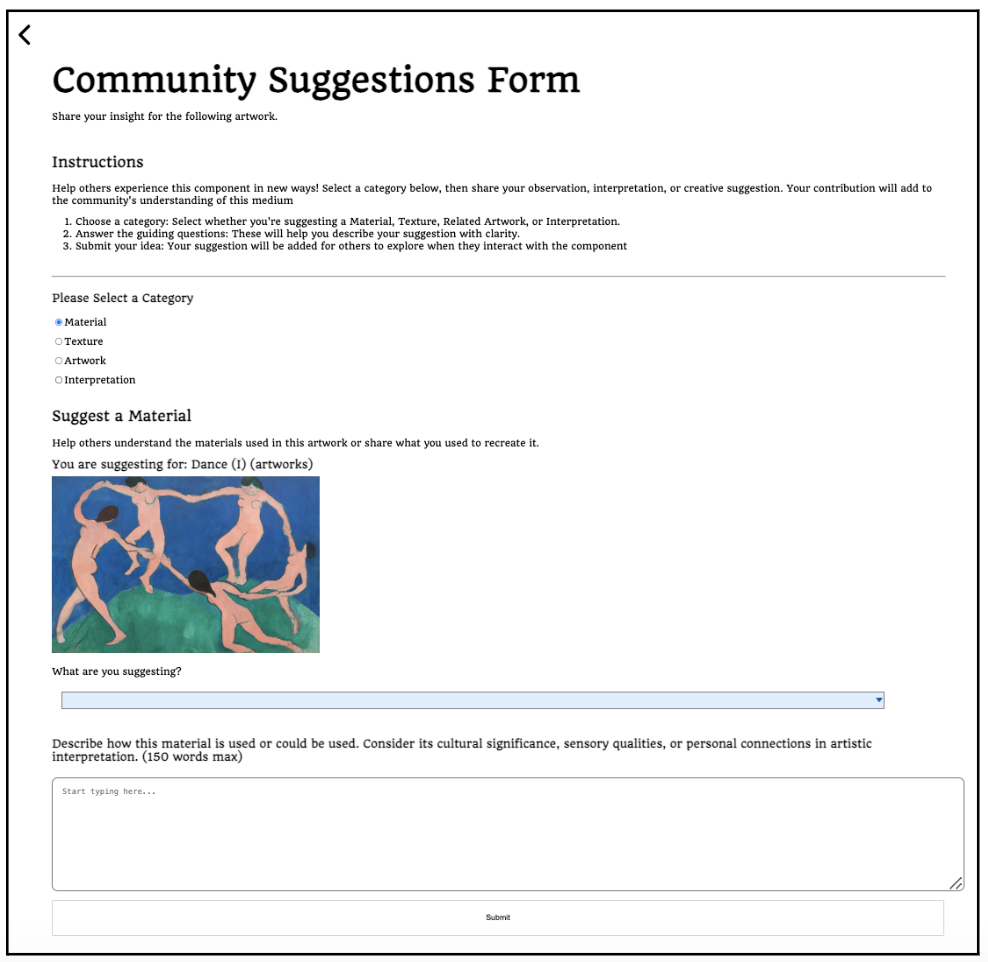 Community Suggestions Form
Share your insight for the following artwork.
Instructions
Help others experience this component in new ways! Select a category below, then share your observation, interpretation, or creative suggestion. Your contribution will add to
the community's understanding of this medium
1. Choose a category: Select whether you're suggesting a Material, Texture, Related Artwork, or Interpretation.
2. Answer the guiding questions: These will help you describe your suggestion with clarity.
3. Submit your idea: Your suggestion will be added for others to explore when they interact with the component
Please Select a Category
Material
Texture
Artwork
Interpretation
Suggest a Material
Help others understand the materials used in this artwork or share what you used to recreate it.
You are suggesting for: Dance (I) (artworks)
What are you suggesting?
Describe how this material is used or could be used. Consider its cultural significance, sensory qualities, or personal connections in artistic
interpretation. (150 words max)
Start typing here...
Submit